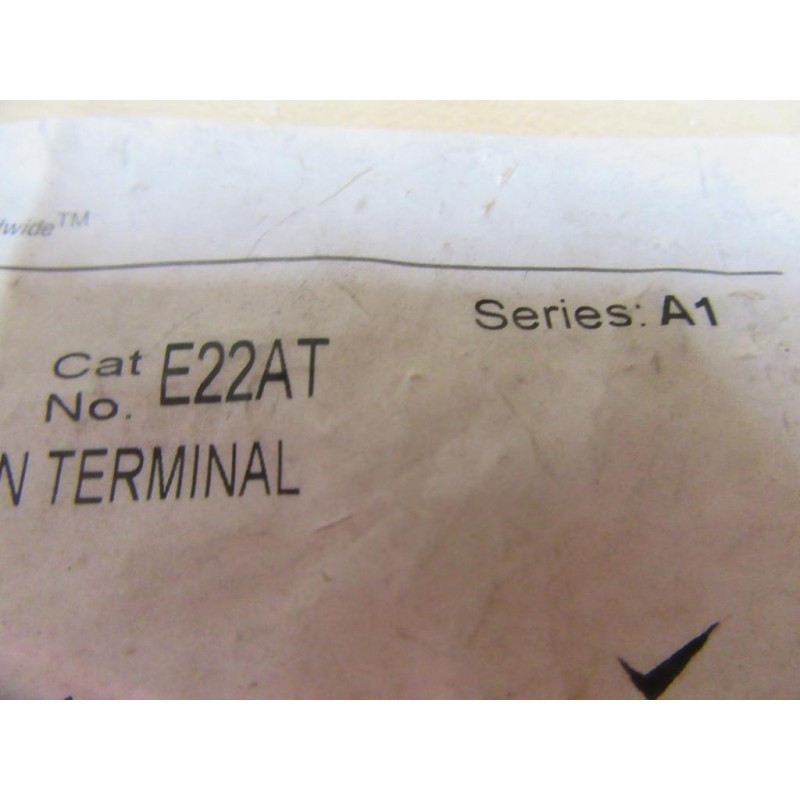 wide™
Series: A1
Cat No. E22AT
N TERMINAL